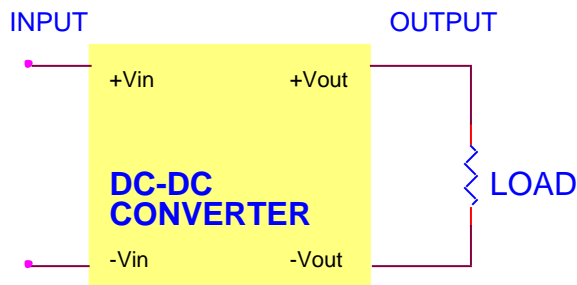 INPUT OUTPUT
+Vin +Vout
DC-DC
CONVERTER
LOAD
-Vin -Vout